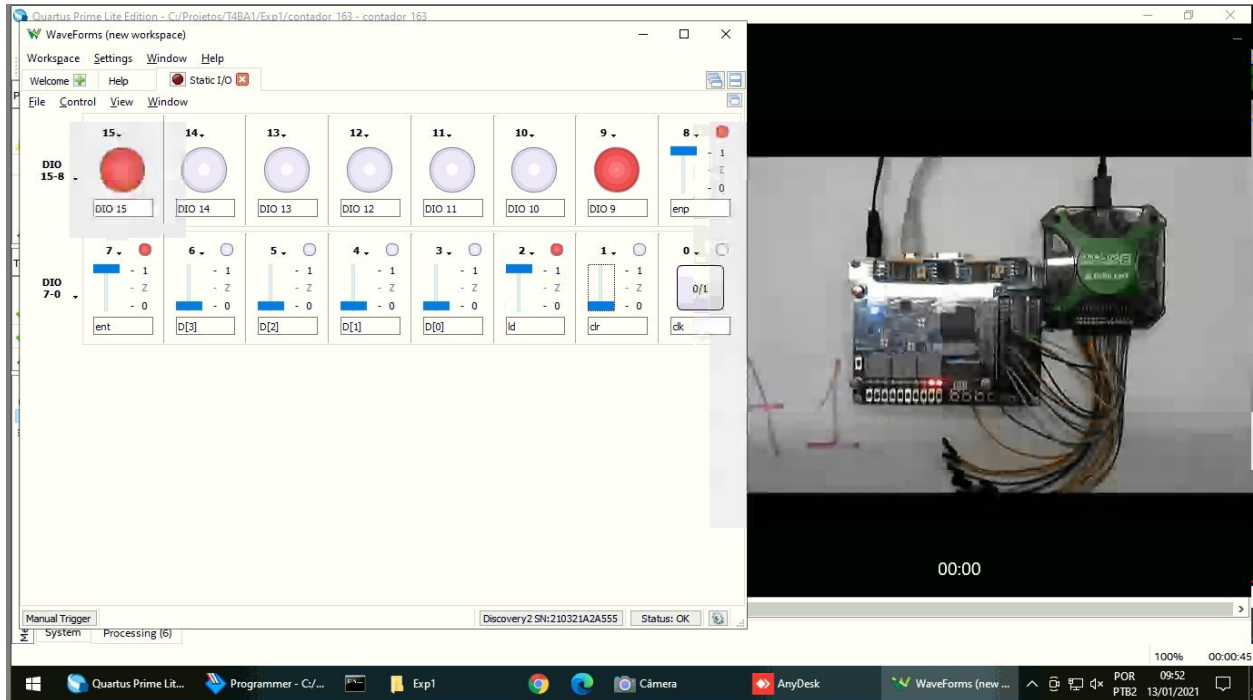 Quartus Prime Lite Edition - C:/Projetos/T4BA1/Exp1/contador_163 - contador_163
WaveForms (new workspace)
Workspace Settings Window Help
Welcome Help Static I/O
File Control View Window
15 14 13 12 11 10 9 8
DIO 15-8
1
Z
0
DIO 15 DIO 14 DIO 13 DIO 12 DIO 11 DIO 10 DIO 9 enp
7 6 5 4 3 2 1 0
DIO 7-0
1 1 1 1 1 1 1
Z Z Z Z Z Z Z 0/1
0 0 0 0 0 0 0
ent D[3] D[2] D[1] D[0] ld clr clk
00:00
Manual Trigger Discovery2 SN:210321A2A555 Status: OK
System Processing (6)
100% 00:00:45
Quartus Prime Lit... Programmer - C:/... Exp1 Câmera AnyDesk WaveForms (new ... POR 09:52
PTB2 13/01/2021